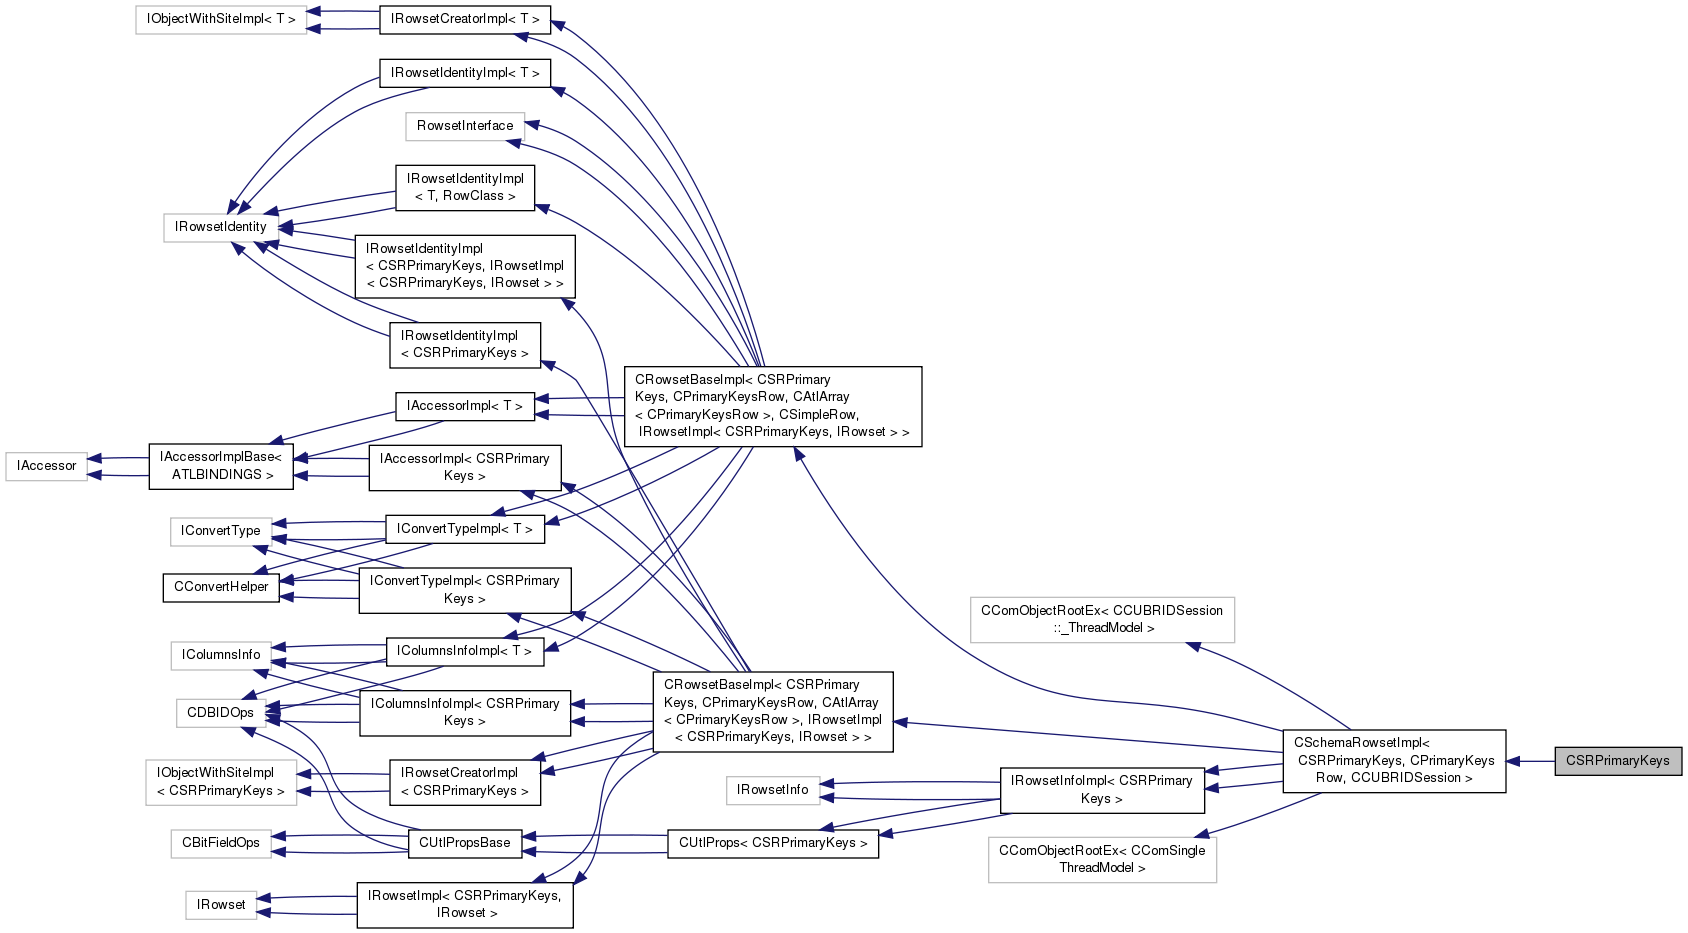 IObjectWithSiteImpl< T >
IRowsetCreatorImpl< T >
IRowsetIdentityImpl< T >
RowsetInterface
IRowsetIdentityImpl
< T, RowClass >
IRowsetIdentity
IRowsetIdentityImpl
< CSRPrimaryKeys, IRowsetImpl
< CSRPrimaryKeys, IRowset > >
IRowsetIdentityImpl
< CSRPrimaryKeys >
CRowsetBaseImpl< CSRPrimary
Keys, CPrimaryKeysRow, CAtlArray
< CPrimaryKeysRow >, CSimpleRow,
IRowsetImpl< CSRPrimaryKeys, IRowset > >
IAccessorImpl< T >
IAccessor
IAccessorImplBase<
ATLBINDINGS >
IAccessorImpl< CSRPrimary
Keys >
IConvertType
IConvertTypeImpl< T >
CConvertHelper
IConvertTypeImpl< CSRPrimary
Keys >
CComObjectRootEx< CCUBRIDSession
::_ThreadModel >
IColumnsInfo
IColumnsInfoImpl< T >
CDBIDOps
IColumnsInfoImpl< CSRPrimary
Keys >
CRowsetBaseImpl< CSRPrimary
Keys, CPrimaryKeysRow, CAtlArray
< CPrimaryKeysRow >, IRowsetImpl
< CSRPrimaryKeys, IRowset > >
CSchemaRowsetImpl<
CSRPrimaryKeys, CPrimaryKeys
Row, CCUBRIDSession >
CSRPrimaryKeys
IObjectWithSiteImpl
< CSRPrimaryKeys >
IRowsetCreatorImpl
< CSRPrimaryKeys >
IRowsetInfo
IRowsetInfoImpl< CSRPrimary
Keys >
CBitFieldOps
CUtlPropsBase
CUtlProps< CSRPrimaryKeys >
CComObjectRootEx< CComSingle
ThreadModel >
IRowset
IRowsetImpl< CSRPrimaryKeys,
IRowset >